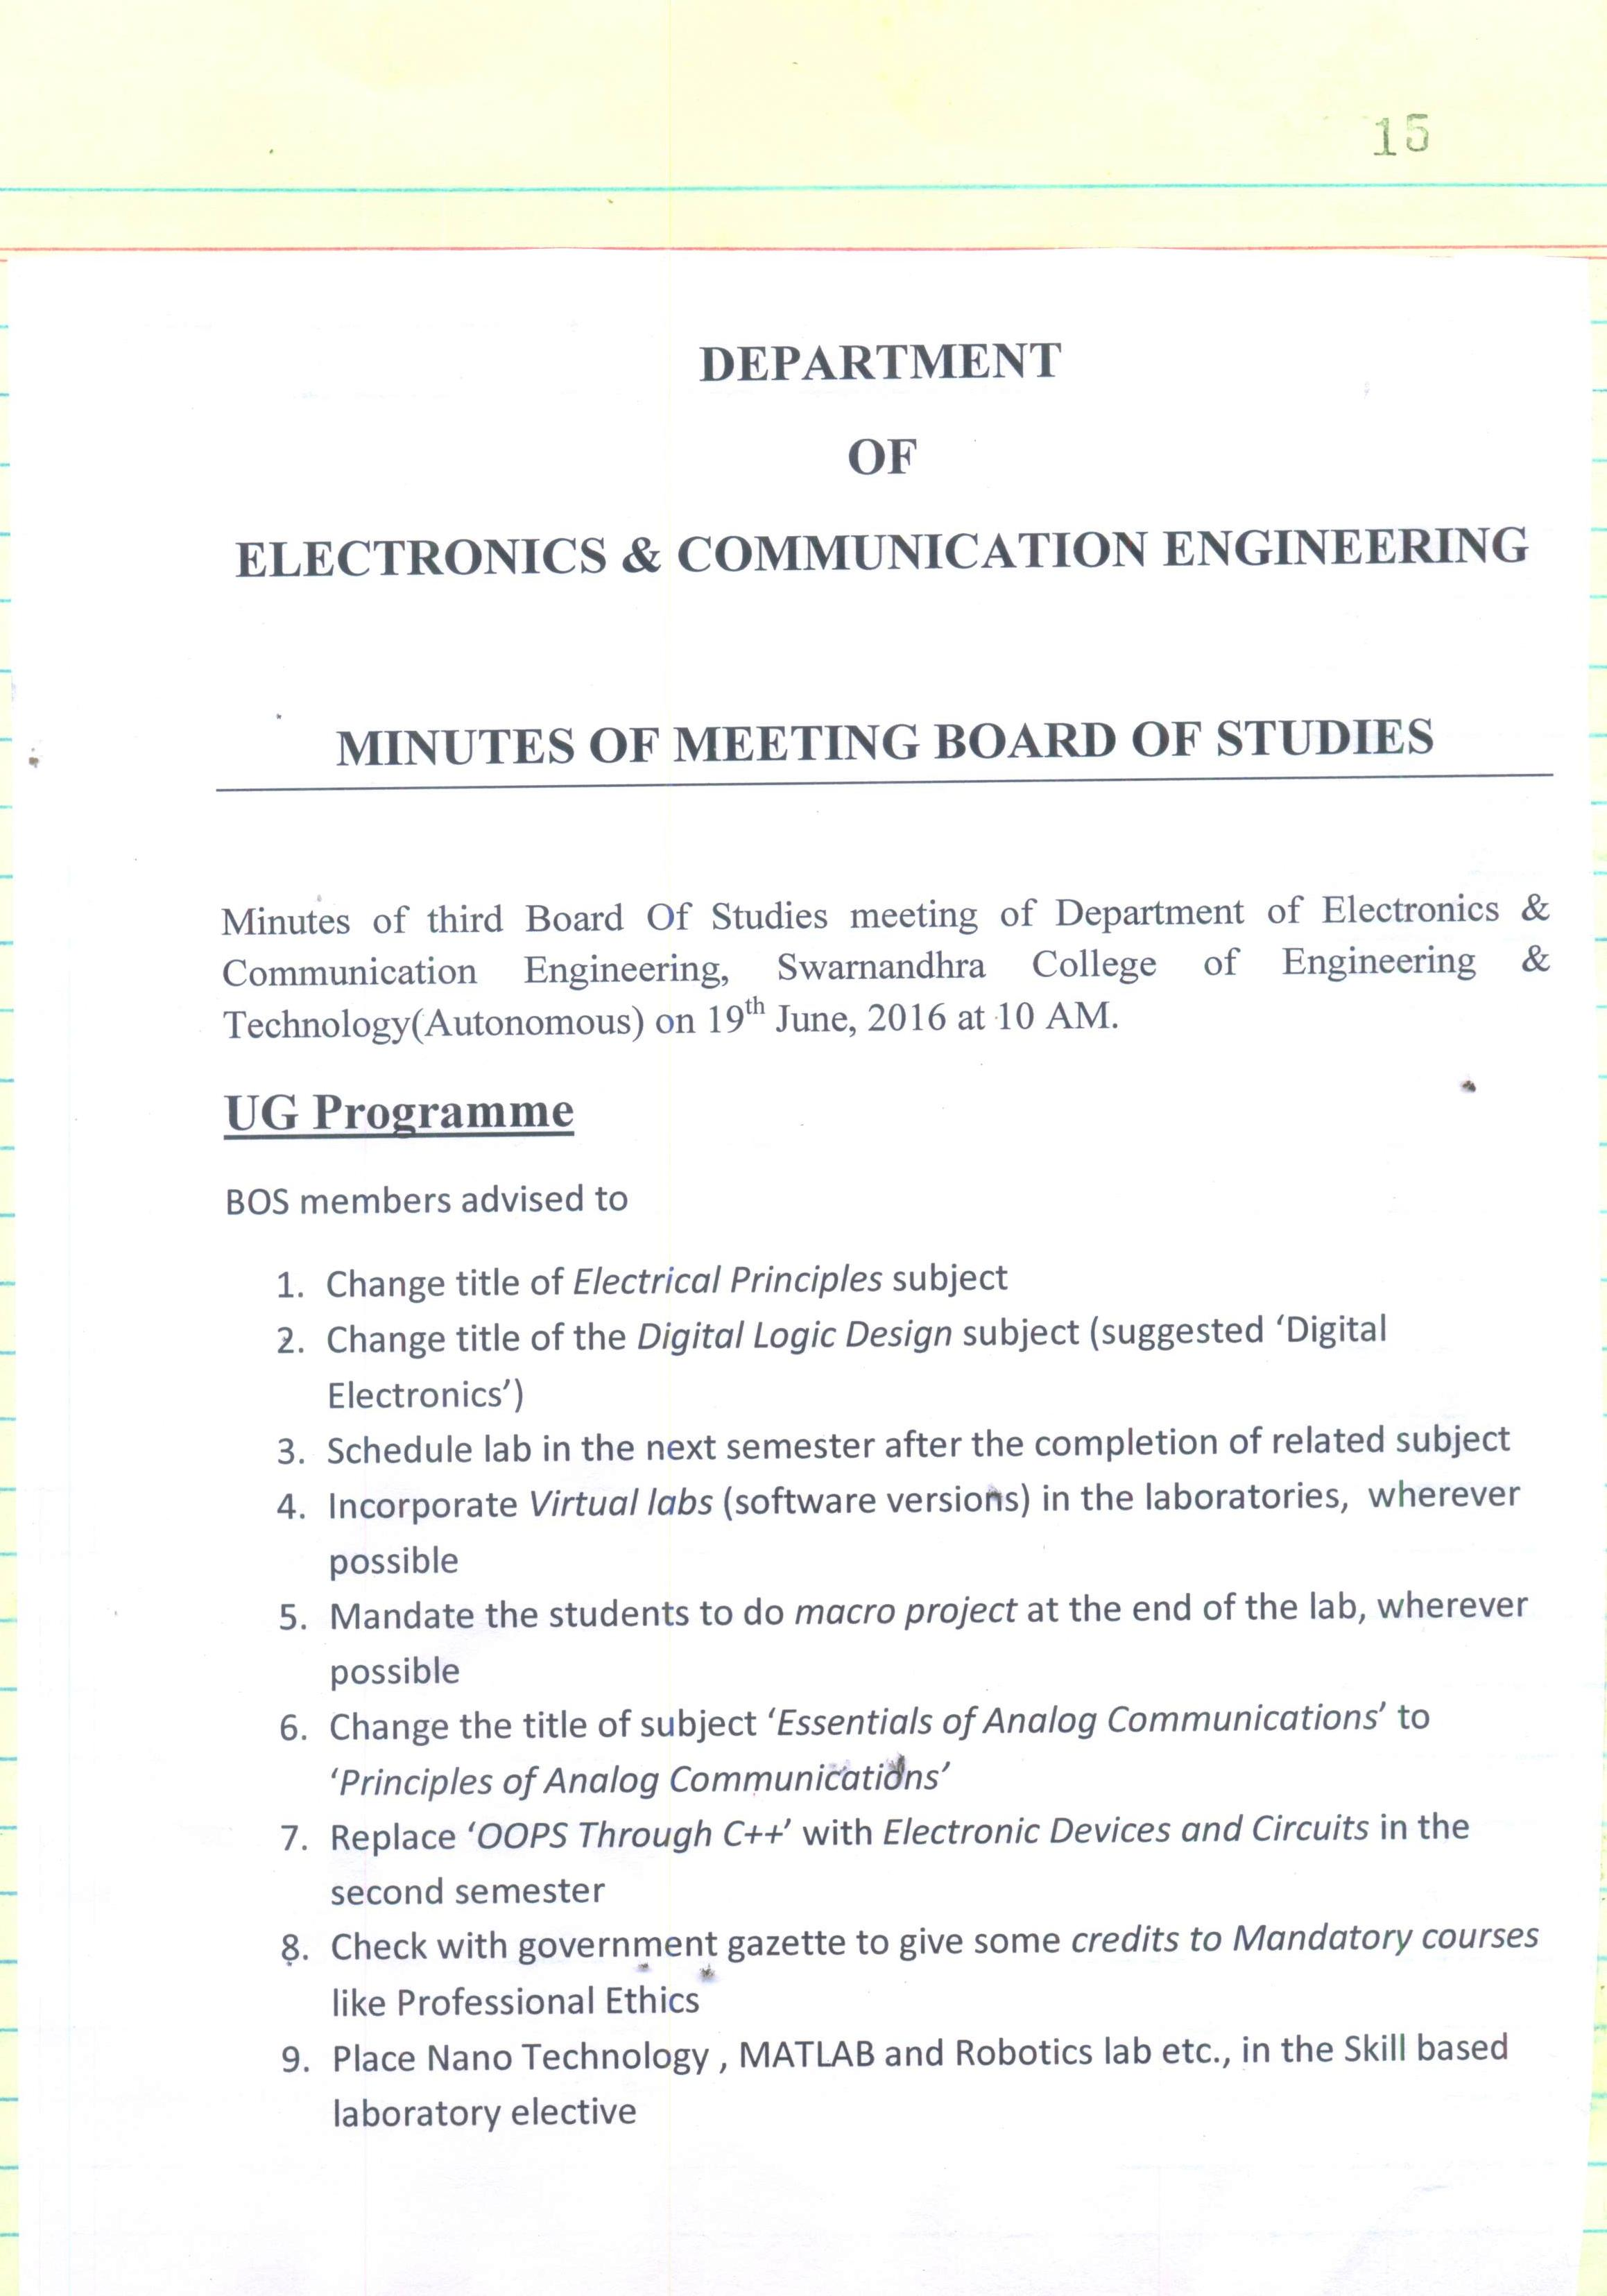 15
DEPARTMENT
OF
ELECTRONICS & COMMUNICATION ENGINEERING
MINUTES OF MEETING BOARD OF STUDIES
Minutes of third Board Of Studies meeting of Department of Electronics &
Communication Engineering, Swarnandhra College of Engineering &
Technology(Autonomous) on 19th June, 2016 at 10 AM.
UG Programme
BOS members advised to
1. Change title of Electrical Principles subject
2. Change title of the Digital Logic Design subject (suggested ‘Digital
Electronics’)
3. Schedule lab in the next semester after the completion of related subject
4. Incorporate Virtual labs (software versions) in the laboratories, wherever
possible
5. Mandate the students to do macro project at the end of the lab, wherever
possible
6. Change the title of subject ‘Essentials of Analog Communications’ to
‘Principles of Analog Communications’
7. Replace ‘OOPS Through C++’ with Electronic Devices and Circuits in the
second semester
8. Check with government gazette to give some credits to Mandatory courses
like Professional Ethics
9. Place Nano Technology , MATLAB and Robotics lab etc., in the Skill based
laboratory elective